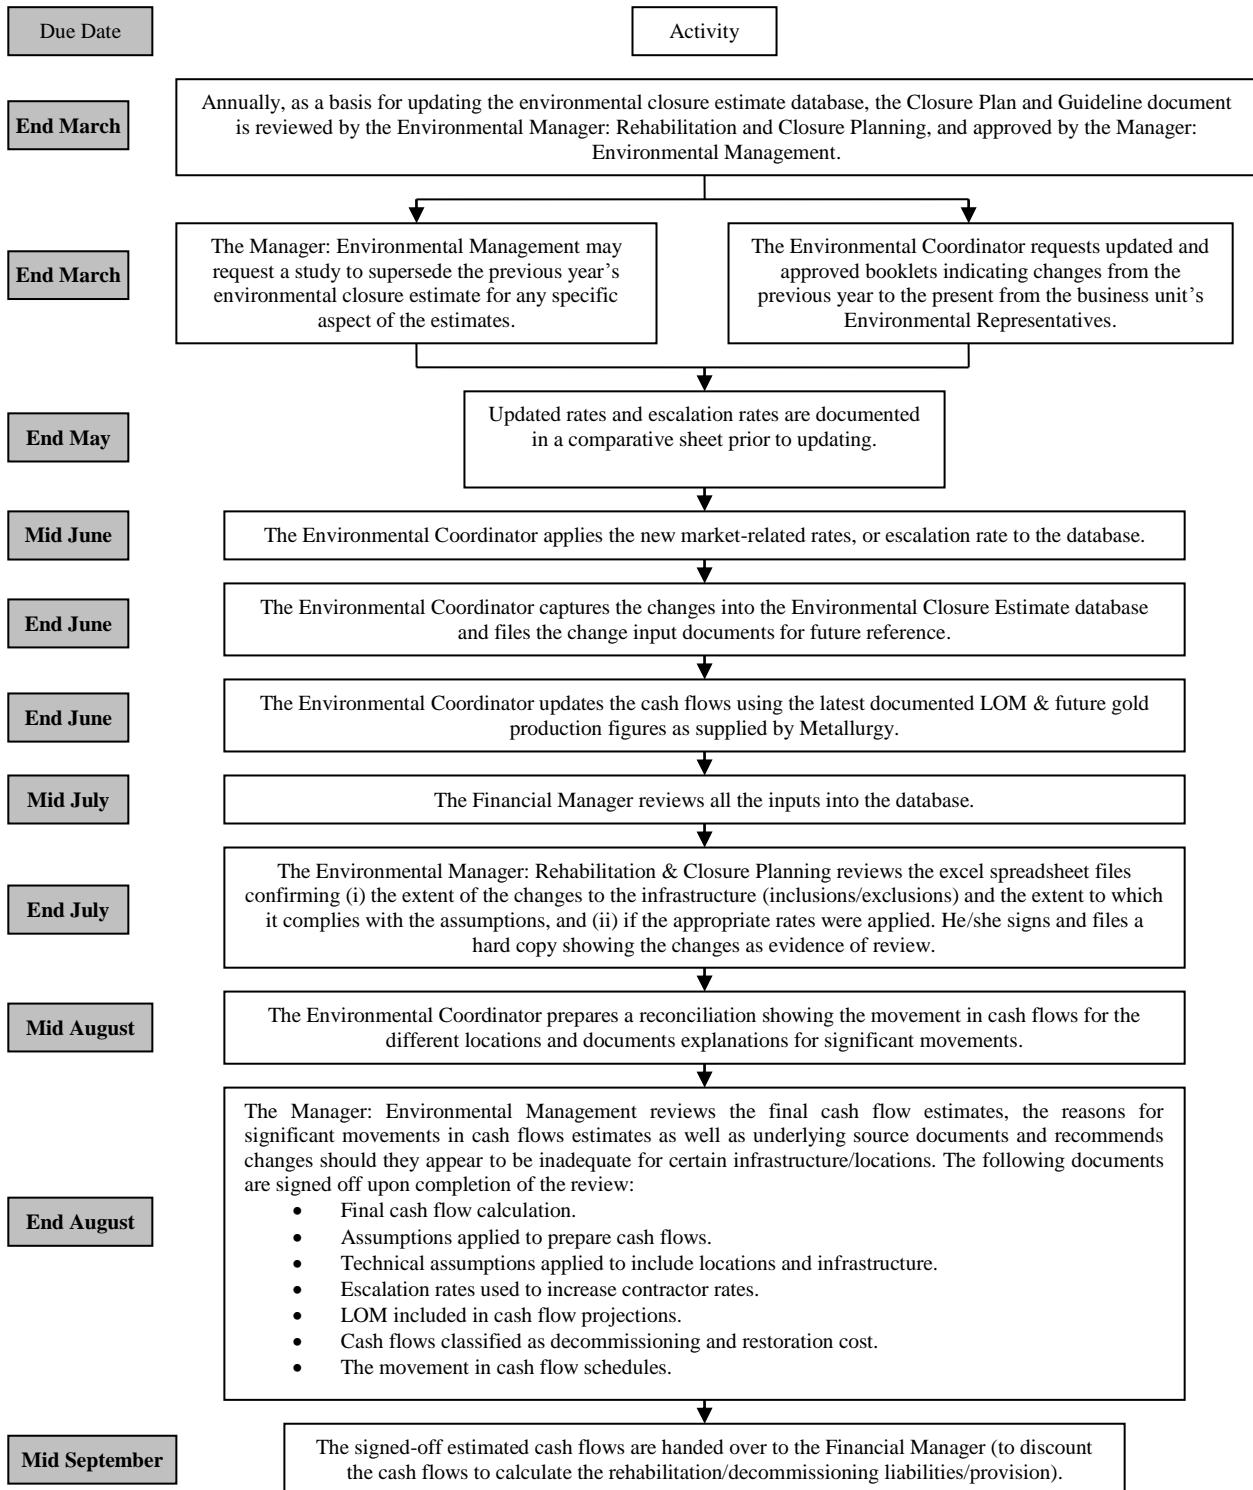 Due Date
Activity
End March
Annually, as a basis for updating the environmental closure estimate database, the Closure Plan and Guideline document
is reviewed by the Environmental Manager: Rehabilitation and Closure Planning, and approved by the Manager:
Environmental Management.
End March
The Manager: Environmental Management may
request a study to supersede the previous year’s
environmental closure estimate for any specific
aspect of the estimates.
The Environmental Coordinator requests updated and
approved booklets indicating changes from the
previous year to the present from the business unit’s
Environmental Representatives.
End May
Updated rates and escalation rates are documented
in a comparative sheet prior to updating.
Mid June
The Environmental Coordinator applies the new market-related rates, or escalation rate to the database.
End June
The Environmental Coordinator captures the changes into the Environmental Closure Estimate database
and files the change input documents for future reference.
End June
The Environmental Coordinator updates the cash flows using the latest documented LOM & future gold
production figures as supplied by Metallurgy.
Mid July
The Financial Manager reviews all the inputs into the database.
End July
The Environmental Manager: Rehabilitation & Closure Planning reviews the excel spreadsheet files
confirming (i) the extent of the changes to the infrastructure (inclusions/exclusions) and the extent to which
it complies with the assumptions, and (ii) if the appropriate rates were applied. He/she signs and files a
hard copy showing the changes as evidence of review.
Mid August
The Environmental Coordinator prepares a reconciliation showing the movement in cash flows for the
different locations and documents explanations for significant movements.
End August
The Manager: Environmental Management reviews the final cash flow estimates, the reasons for
significant movements in cash flows estimates as well as underlying source documents and recommends
changes should they appear to be inadequate for certain infrastructure/locations. The following documents
are signed off upon completion of the review:
• Final cash flow calculation.
• Assumptions applied to prepare cash flows.
• Technical assumptions applied to include locations and infrastructure.
• Escalation rates used to increase contractor rates.
• LOM included in cash flow projections.
• Cash flows classified as decommissioning and restoration cost.
• The movement in cash flow schedules.
Mid September
The signed-off estimated cash flows are handed over to the Financial Manager (to discount
the cash flows to calculate the rehabilitation/decommissioning liabilities/provision).